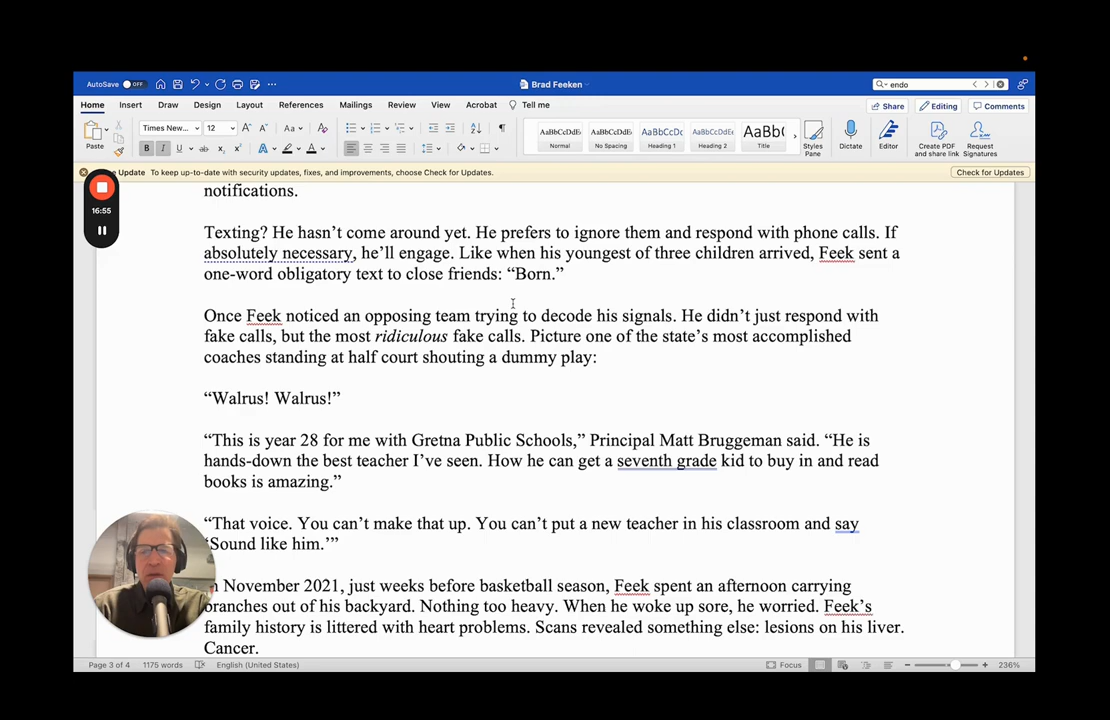 AutoSave OFF
Brad Feeken
endo
Home Insert Draw Design Layout References Mailings Review View Acrobat Tell me
Share Editing Comments
Paste
Times New... 12
AaBbCcDdEe AaBbCcDdEe AaBbCcDc AaBbCcDdEe AaBb(
Normal No Spacing Heading 1 Heading 2 Title
Styles Pane
Dictate
Editor
Create PDF and share link
Request Signatures
Update To keep up-to-date with security updates, fixes, and improvements, choose Check for Updates.
Check for Updates
16:55
notifications.
Texting? He hasn’t come around yet. He prefers to ignore them and respond with phone calls. If
absolutely necessary, he’ll engage. Like when his youngest of three children arrived, Feek sent a
one-word obligatory text to close friends: “Born.”
Once Feek noticed an opposing team trying to decode his signals. He didn’t just respond with
fake calls, but the most ridiculous fake calls. Picture one of the state’s most accomplished
coaches standing at half court shouting a dummy play:
“Walrus! Walrus!”
“This is year 28 for me with Gretna Public Schools,” Principal Matt Bruggeman said. “He is
hands-down the best teacher I’ve seen. How he can get a seventh grade kid to buy in and read
books is amazing.”
“That voice. You can’t make that up. You can’t put a new teacher in his classroom and say
‘Sound like him.’”
n November 2021, just weeks before basketball season, Feek spent an afternoon carrying
branches out of his backyard. Nothing too heavy. When he woke up sore, he worried. Feek’s
family history is littered with heart problems. Scans revealed something else: lesions on his liver.
Cancer.
Page 3 of 4 1175 words English (United States) Focus 236%